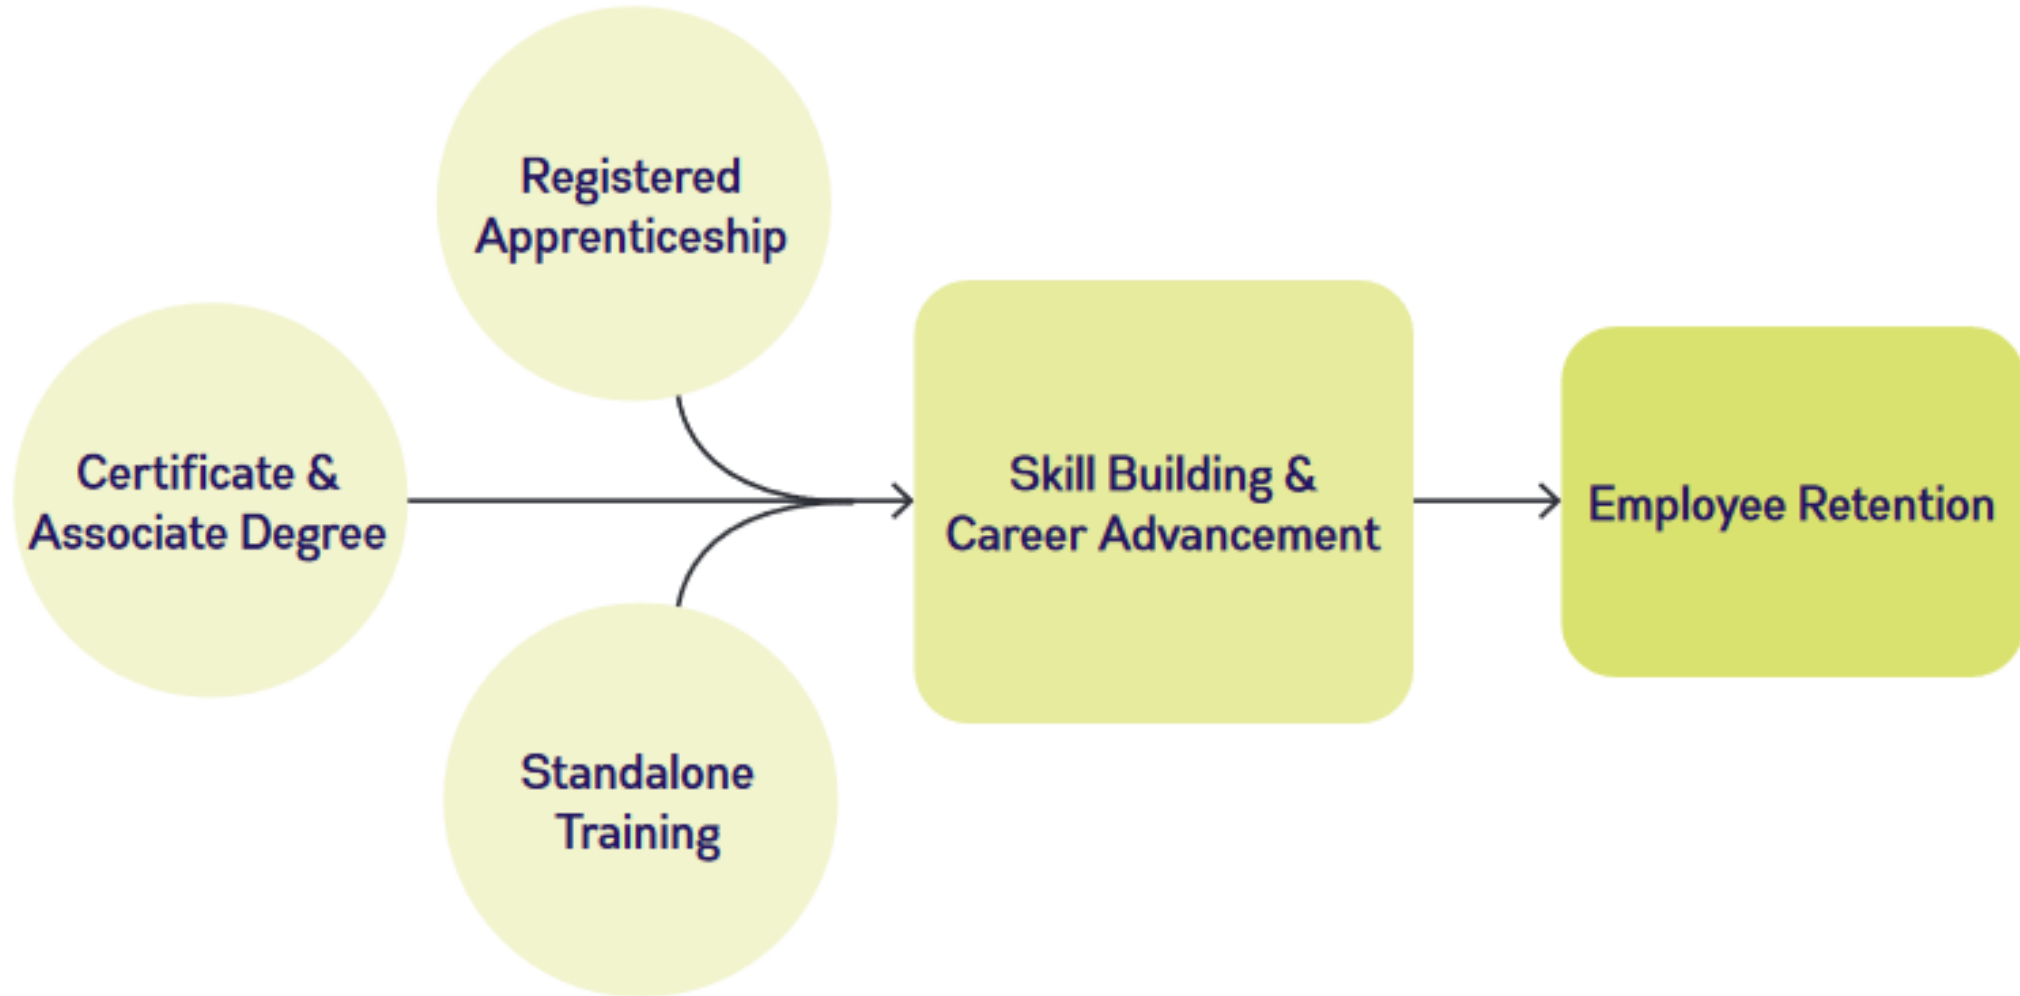 Registered
Apprenticeship
Certificate &
Associate Degree
Standalone
Training
Skill Building &
Career Advancement
Employee Retention